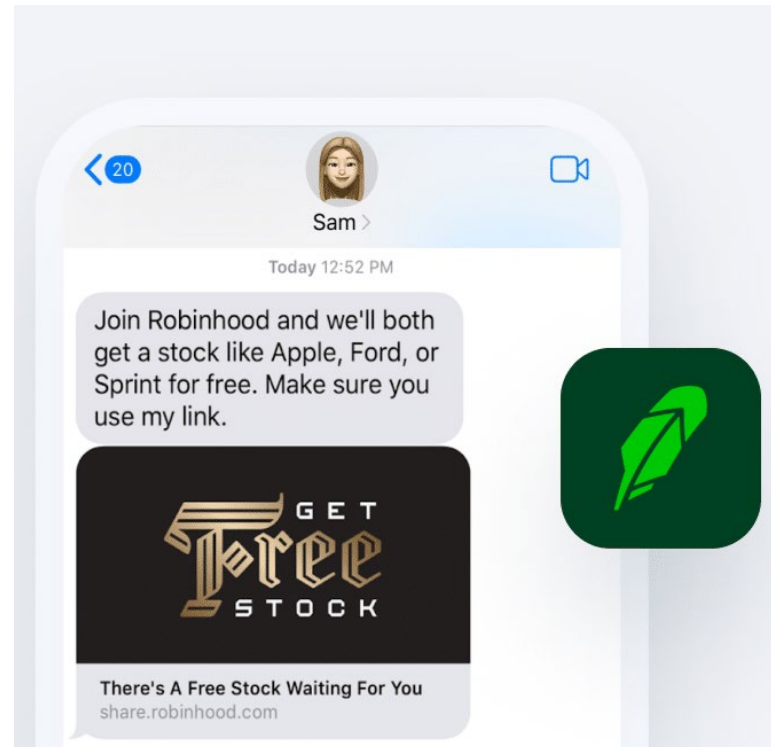 20
Sam >
Today 12:52 PM
Join Robinhood and we'll both
get a stock like Apple, Ford, or
Sprint for free. Make sure you
use my link.
GET
Free
STOCK
There's A Free Stock Waiting For You
share.robinhood.com